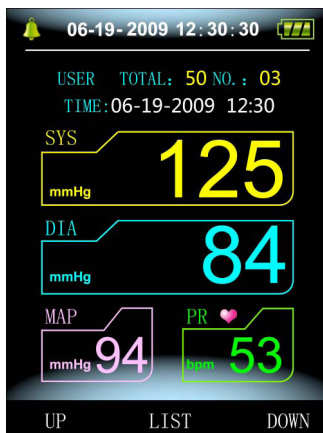 06-19-2009 12:30:30
USER TOTAL: 50 NO.: 03
TIME:06-19-2009 12:30
SYS
mmHg 125
DIA
mmHg 84
MAP PR
mmHg 94 bpm 53
UP LIST DOWN